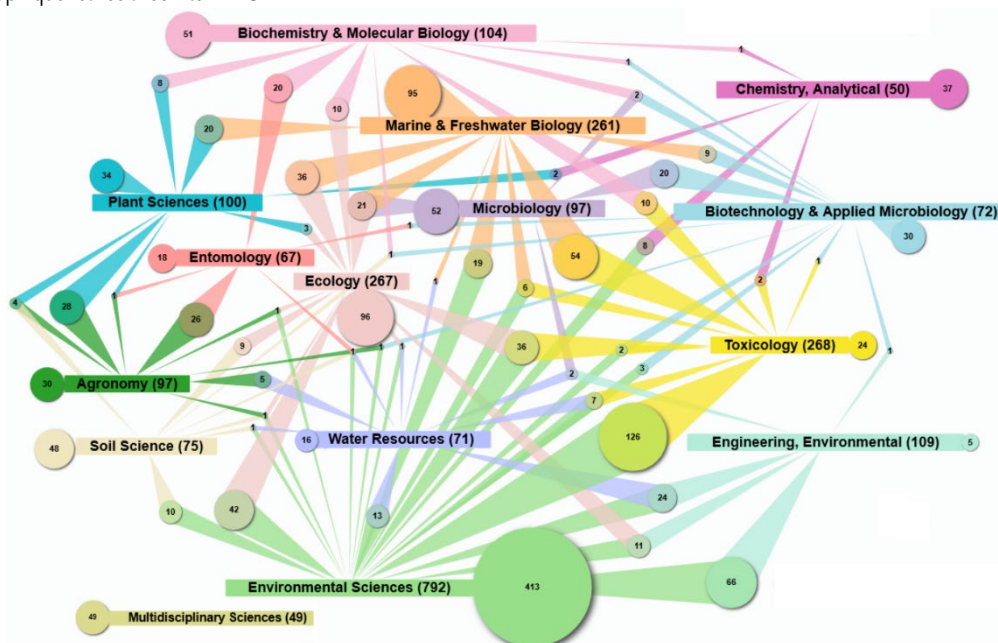 51 Biochemistry & Molecular Biology (104)
1
1
8 20 95 2 Chemistry, Analytical (50) 37
10
20 Marine & Freshwater Biology (261)
9
34 36 2 20
Plant Sciences (100) 21 52 Microbiology (97) 10 Biotechnology & Applied Microbiology (72)
3 1 30
18 Entomology (67) 1 19 54 8 1
Ecology (267) 1 6 2
4 28 1 26 1 96
9 1 1 1 36 2 Toxicology (268) 24 1
30 Agronomy (97) 5 2 3
1 7
48 Soil Science (75) 1 16 Water Resources (71) 126 Engineering, Environmental (109) 5
10 42 13 24
11
Environmental Sciences (792) 413 66
49 Multidisciplinary Sciences (49)